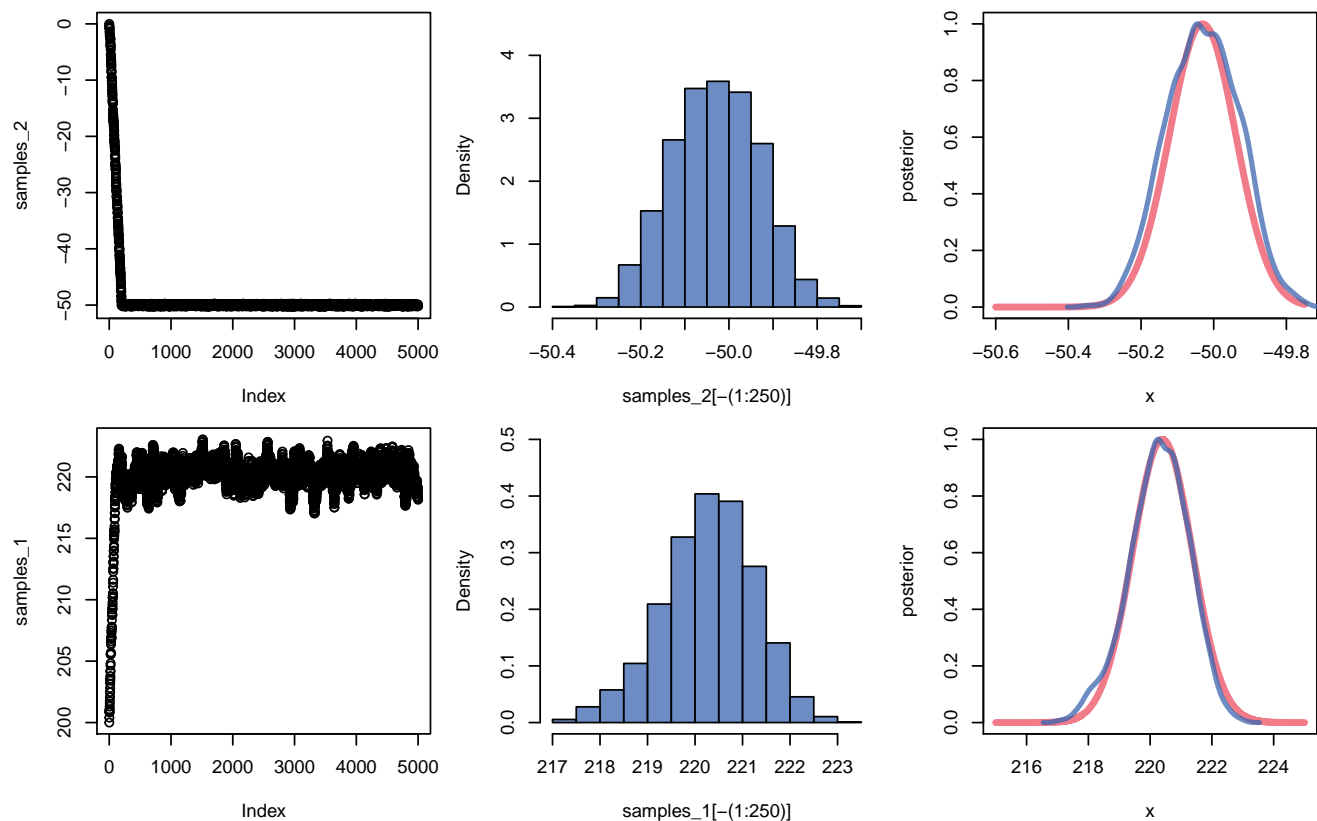 samples_2
0
−10
−20
−30
−40
−50
0 1000 2000 3000 4000 5000
Index
Density
4
3
2
1
0
−50.4 −50.2 −50.0 −49.8
samples_2[−(1:250)]
posterior
1.0
0.8
0.6
0.4
0.2
0.0
−50.6 −50.4 −50.2 −50.0 −49.8
x
samples_1
220
215
210
205
200
0 1000 2000 3000 4000 5000
Index
Density
0.5
0.4
0.3
0.2
0.1
0.0
217 218 219 220 221 222 223
samples_1[−(1:250)]
posterior
1.0
0.8
0.6
0.4
0.2
0.0
216 218 220 222 224
x